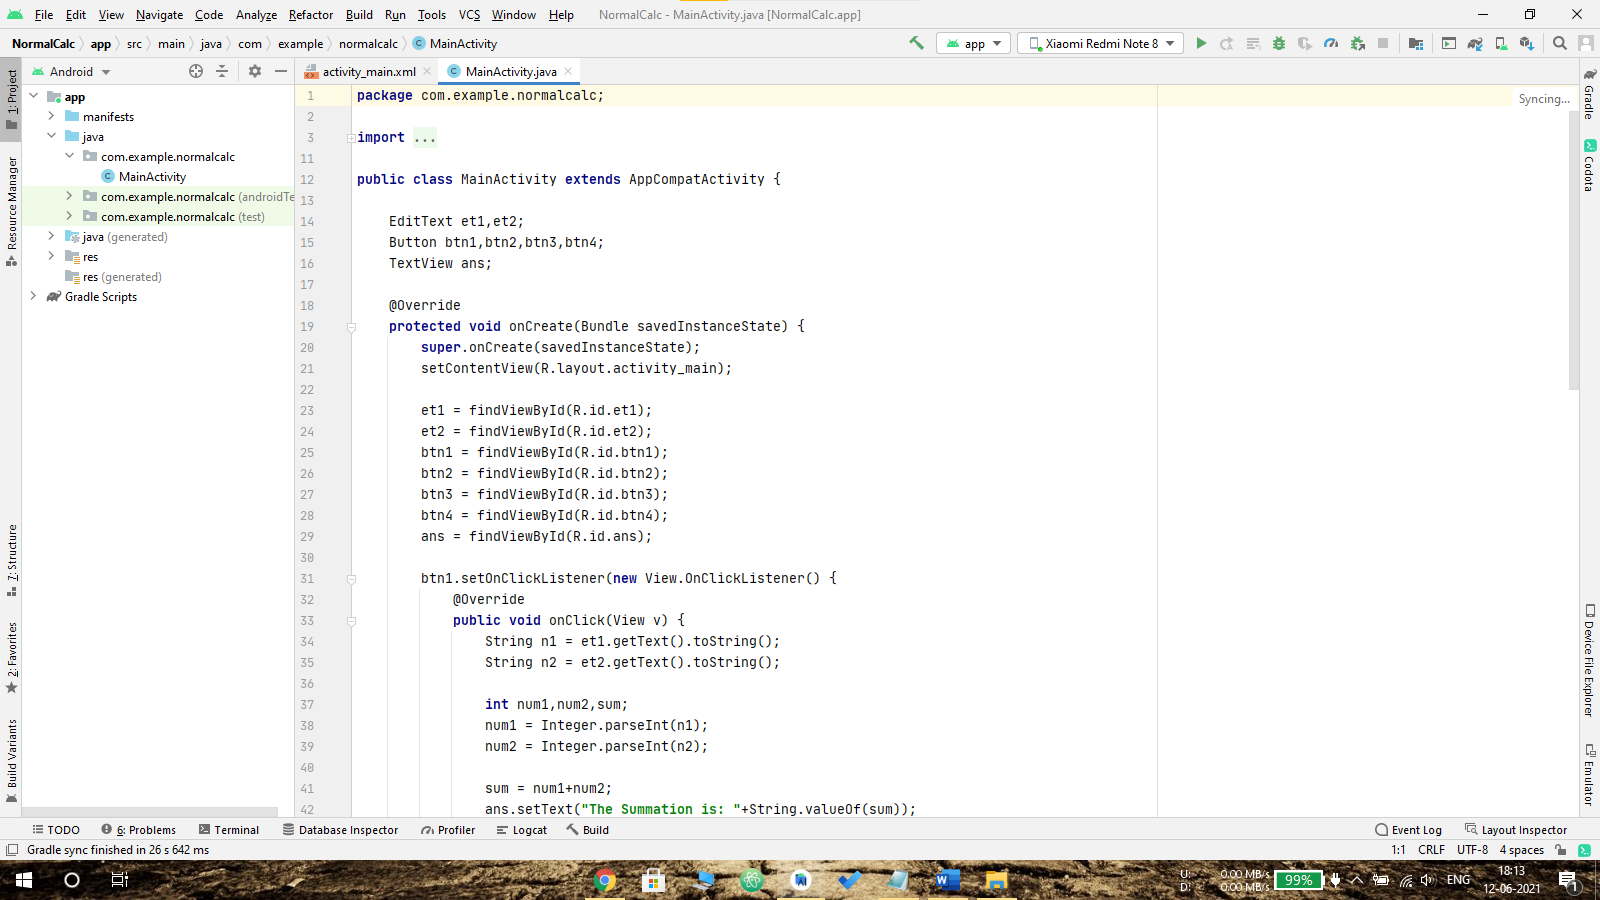 File Edit View Navigate Code Analyze Refactor Build Run Tools VCS Window Help NormalCalc - MainActivity.java [NormalCalc.app]
NormalCalc app src main java com example normalcalc MainActivity app Xiaomi Redmi Note 8
Android activity_main.xml MainActivity.java
1: Project
Resource Manager
7: Structure
2: Favorites
Build Variants
app
manifests
java
com.example.normalcalc
MainActivity
com.example.normalcalc (androidTe
com.example.normalcalc (test)
java (generated)
res
res (generated)
Gradle Scripts
1 package com.example.normalcalc;
2
3 import ...
11
12 public class MainActivity extends AppCompatActivity {
13
14 EditText et1,et2;
15 Button btn1,btn2,btn3,btn4;
16 TextView ans;
17
18 @Override
19 protected void onCreate(Bundle savedInstanceState) {
20 super.onCreate(savedInstanceState);
21 setContentView(R.layout.activity_main);
22
23 et1 = findViewById(R.id.et1);
24 et2 = findViewById(R.id.et2);
25 btn1 = findViewById(R.id.btn1);
26 btn2 = findViewById(R.id.btn2);
27 btn3 = findViewById(R.id.btn3);
28 btn4 = findViewById(R.id.btn4);
29 ans = findViewById(R.id.ans);
30
31 btn1.setOnClickListener(new View.OnClickListener() {
32 @Override
33 public void onClick(View v) {
34 String n1 = et1.getText().toString();
35 String n2 = et2.getText().toString();
36
37 int num1,num2,sum;
38 num1 = Integer.parseInt(n1);
39 num2 = Integer.parseInt(n2);
40
41 sum = num1+num2;
42 ans.setText("The Summation is: "+String.valueOf(sum));
Syncing...
Gradle
Codota
Device File Explorer
Emulator
TODO 6: Problems Terminal Database Inspector Profiler Logcat Build Event Log Layout Inspector
Gradle sync finished in 26 s 642 ms 1:1 CRLF UTF-8 4 spaces
U: 0.00 MB/s
D: 0.00 MB/s
99%
ENG
18:13
12-06-2021
1